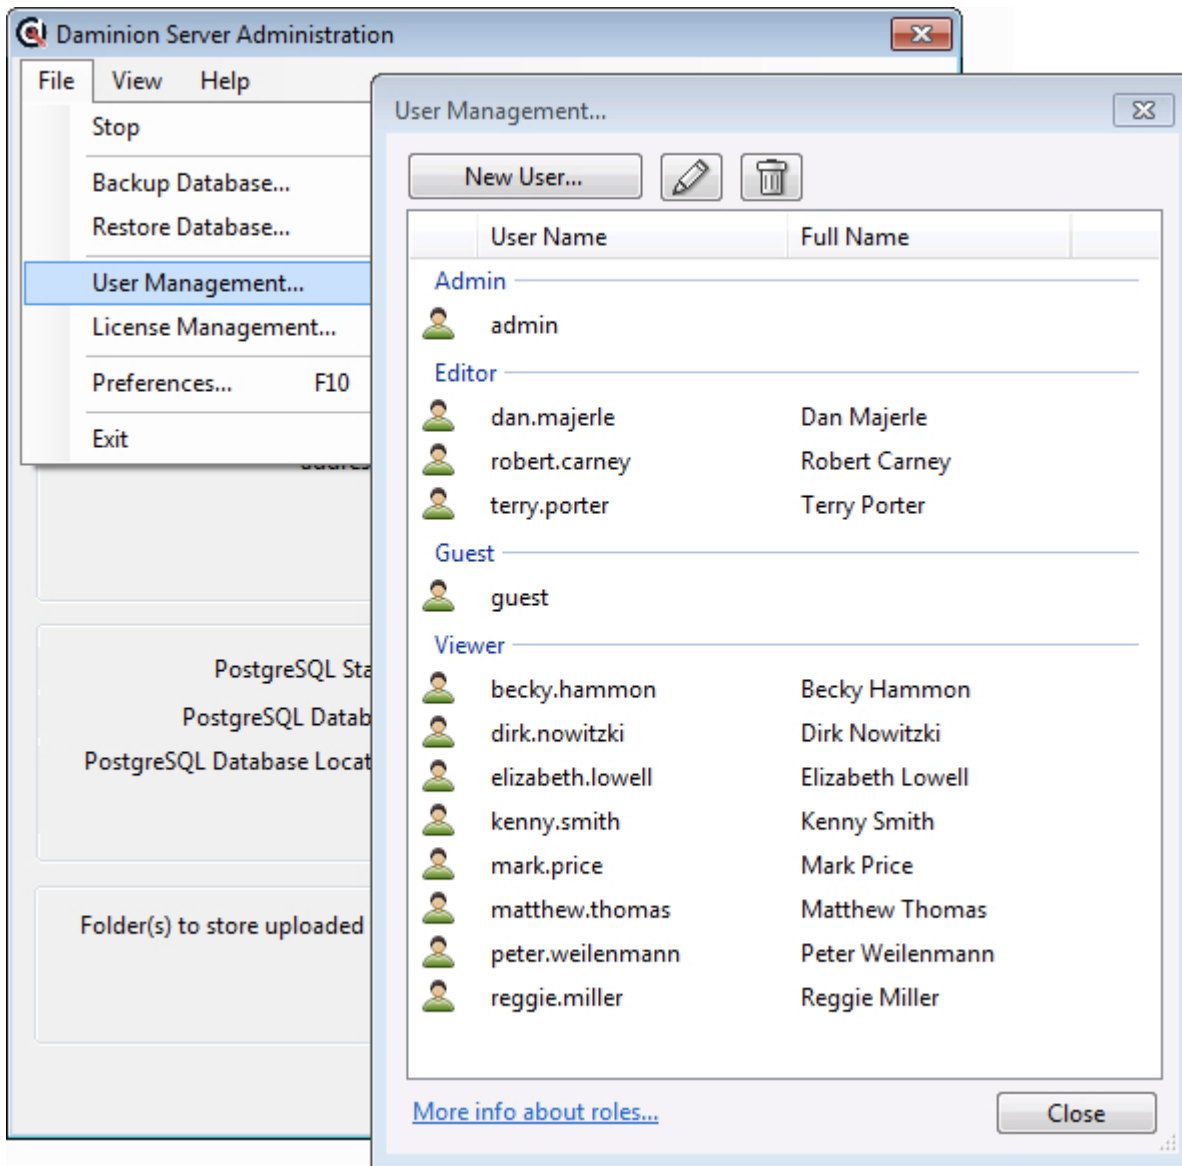 Daminion Server Administration
File View Help
Stop
Backup Database...
Restore Database...
User Management...
License Management...
Preferences... F10
Exit
PostgreSQL
PostgreSQL
PostgreSQL Database
Folder(s) to store uploaded
User Management...
New User...
User Name Full Name
Admin
admin
Editor
dan.majerle Dan Majerle
robert.carney Robert Carney
terry.porter Terry Porter
Guest
guest
Viewer
becky.hammon Becky Hammon
dirk.nowitzki Dirk Nowitzki
elizabeth.lowell Elizabeth Lowell
kenny.smith Kenny Smith
mark.price Mark Price
matthew.thomas Matthew Thomas
peter.weilenmann Peter Weilenmann
reggie.miller Reggie Miller
More info about roles...
Close